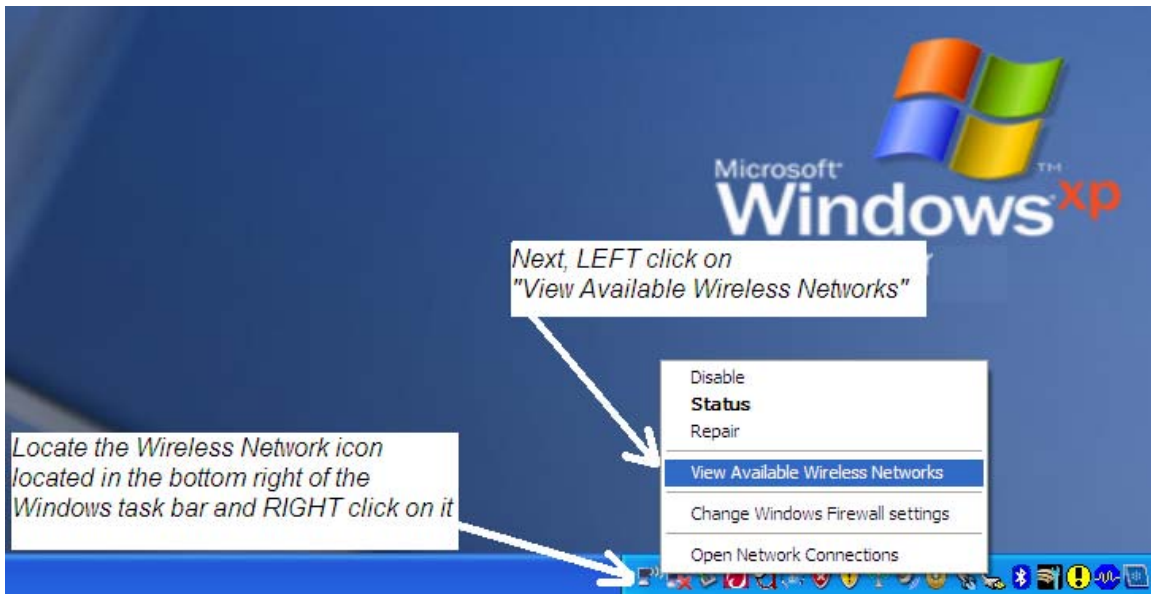 Microsoft
Windows xp
TM
Next, LEFT click on
"View Available Wireless Networks"
Disable
Status
Repair
View Available Wireless Networks
Change Windows Firewall settings
Open Network Connections
Locate the Wireless Network icon
located in the bottom right of the
Windows task bar and RIGHT click on it